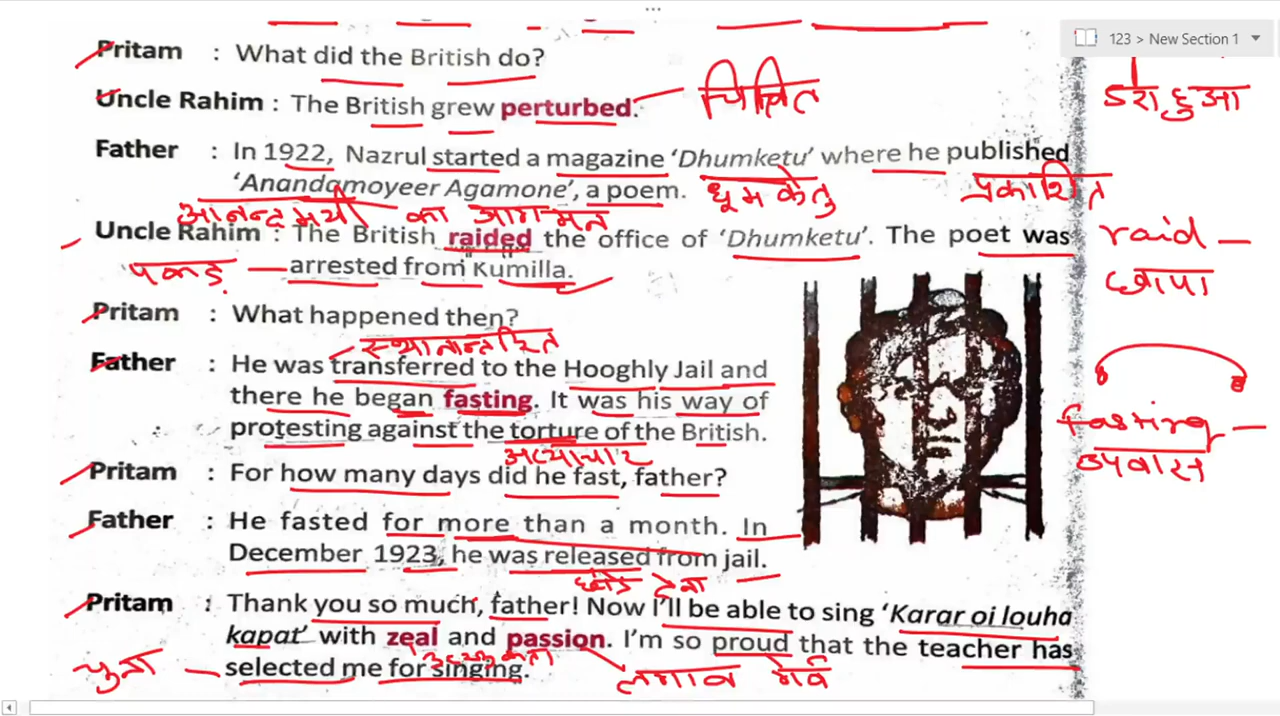 123 > New Section 1
Pritam : What did the British do?
Uncle Rahim : The British grew perturbed.
चिंतित
डरा हुआ
Father : In 1922, Nazrul started a magazine 'Dhumketu' where he published
'Anandamoyeer Agamone', a poem.
धूमकेतु
प्रकाशित
आनन्दमयी का आगमन
Uncle Rahim : The British raided the office of 'Dhumketu'. The poet was
raid —
पकड़ — arrested from Kumilla.
छापा
Pritam : What happened then?
स्थानान्तरित
Father : He was transferred to the Hooghly Jail and
there he began fasting. It was his way of
fasting —
protesting against the torture of the British.
अत्याचार
उपवास
Pritam : For how many days did he fast, father?
Father : He fasted for more than a month. In
December 1923, he was released from jail.
छोड़ देना
Pritam : Thank you so much, father! Now I'll be able to sing 'Karar oi louha
kapat' with zeal and passion. I'm so proud that the teacher has
चुना — selected me for singing.
लगाव गर्व